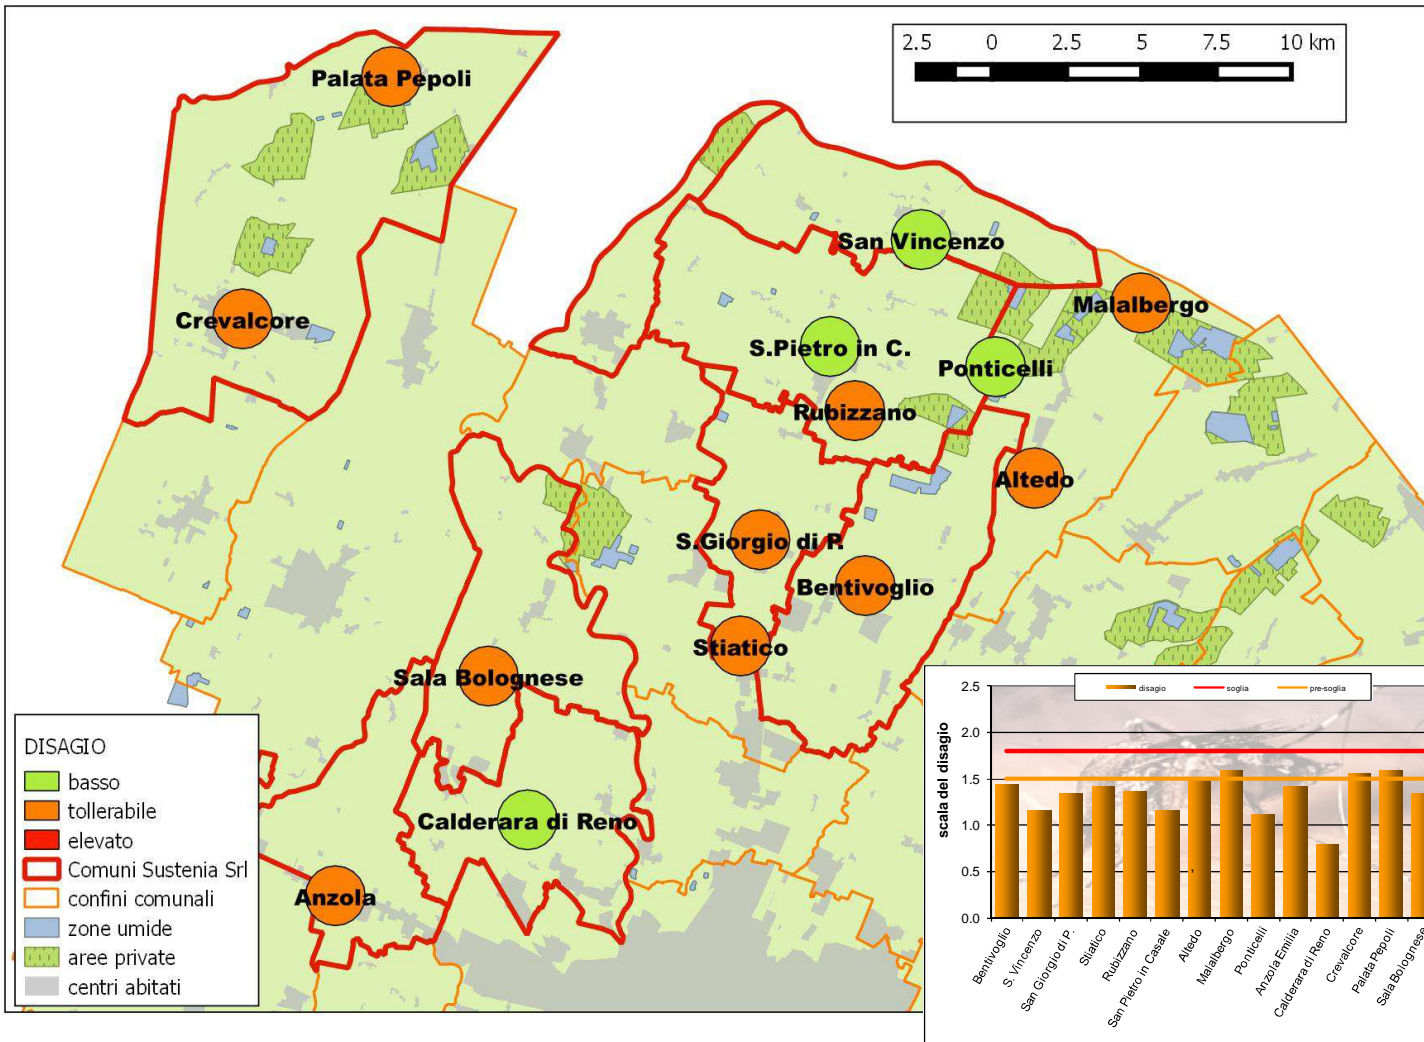 2.5 0 2.5 5 7.5 10 km
Palata Pepoli
San Vincenzo
Malalbergo
Crevalcore
S.Pietro in C.
Ponticelli
Rubizzano
Altedo
S.Giorgio di P.
Bentivoglio
Stiatico
Sala Bolognese
Calderara di Reno
Anzola
DISAGIO
basso
tollerabile
elevato
Comuni Sustenia Srl
confini comunali
zone umide
aree private
centri abitati
disagio soglia pre-soglia
scala del disagio
2.5
2.0
1.5
1.0
0.5
0.0
Bentivoglio
S. Vincenzo
San Giorgio di P.
Stiatico
Rubizzano
San Pietro in Casale
Altedo
Malalbergo
Ponticelli
Anzola Emilia
Calderara di Reno
Crevalcore
Palata Pepoli
Sala Bolognese